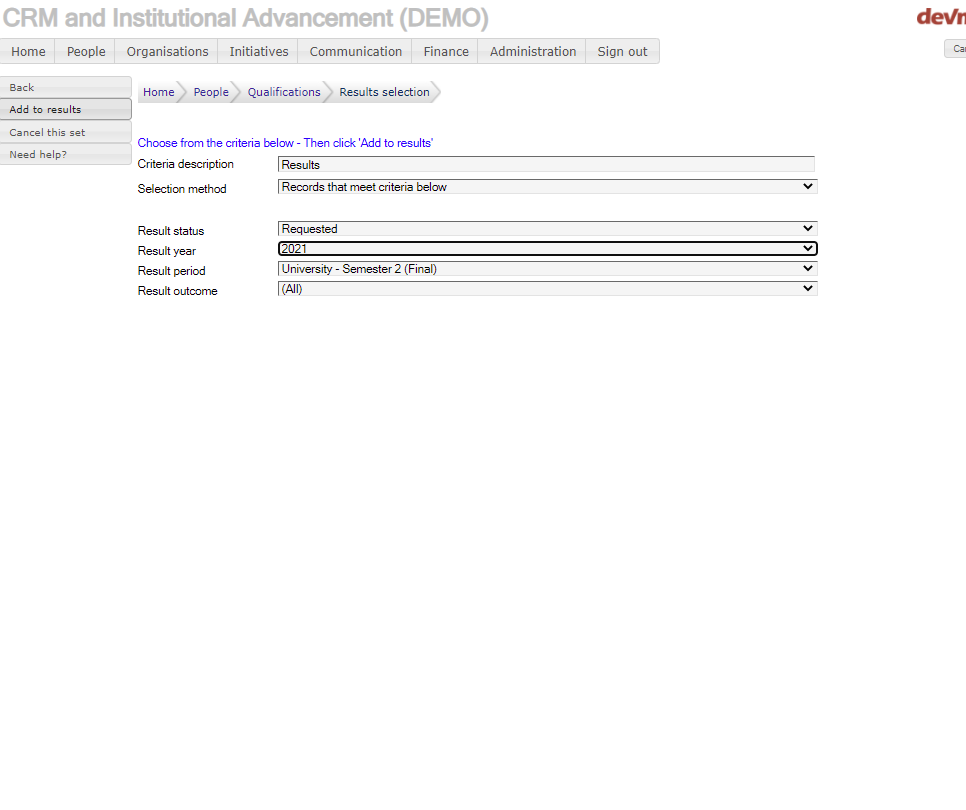 CRM and Institutional Advancement (DEMO)
Home People Organisations Initiatives Communication Finance Administration Sign out
Back
Add to results
Cancel this set
Need help?
Home People Qualifications Results selection
Choose from the criteria below - Then click 'Add to results'
Criteria description Results
Selection method Records that meet criteria below
Result status Requested
Result year 2021
Result period University - Semester 2 (Final)
Result outcome (All)